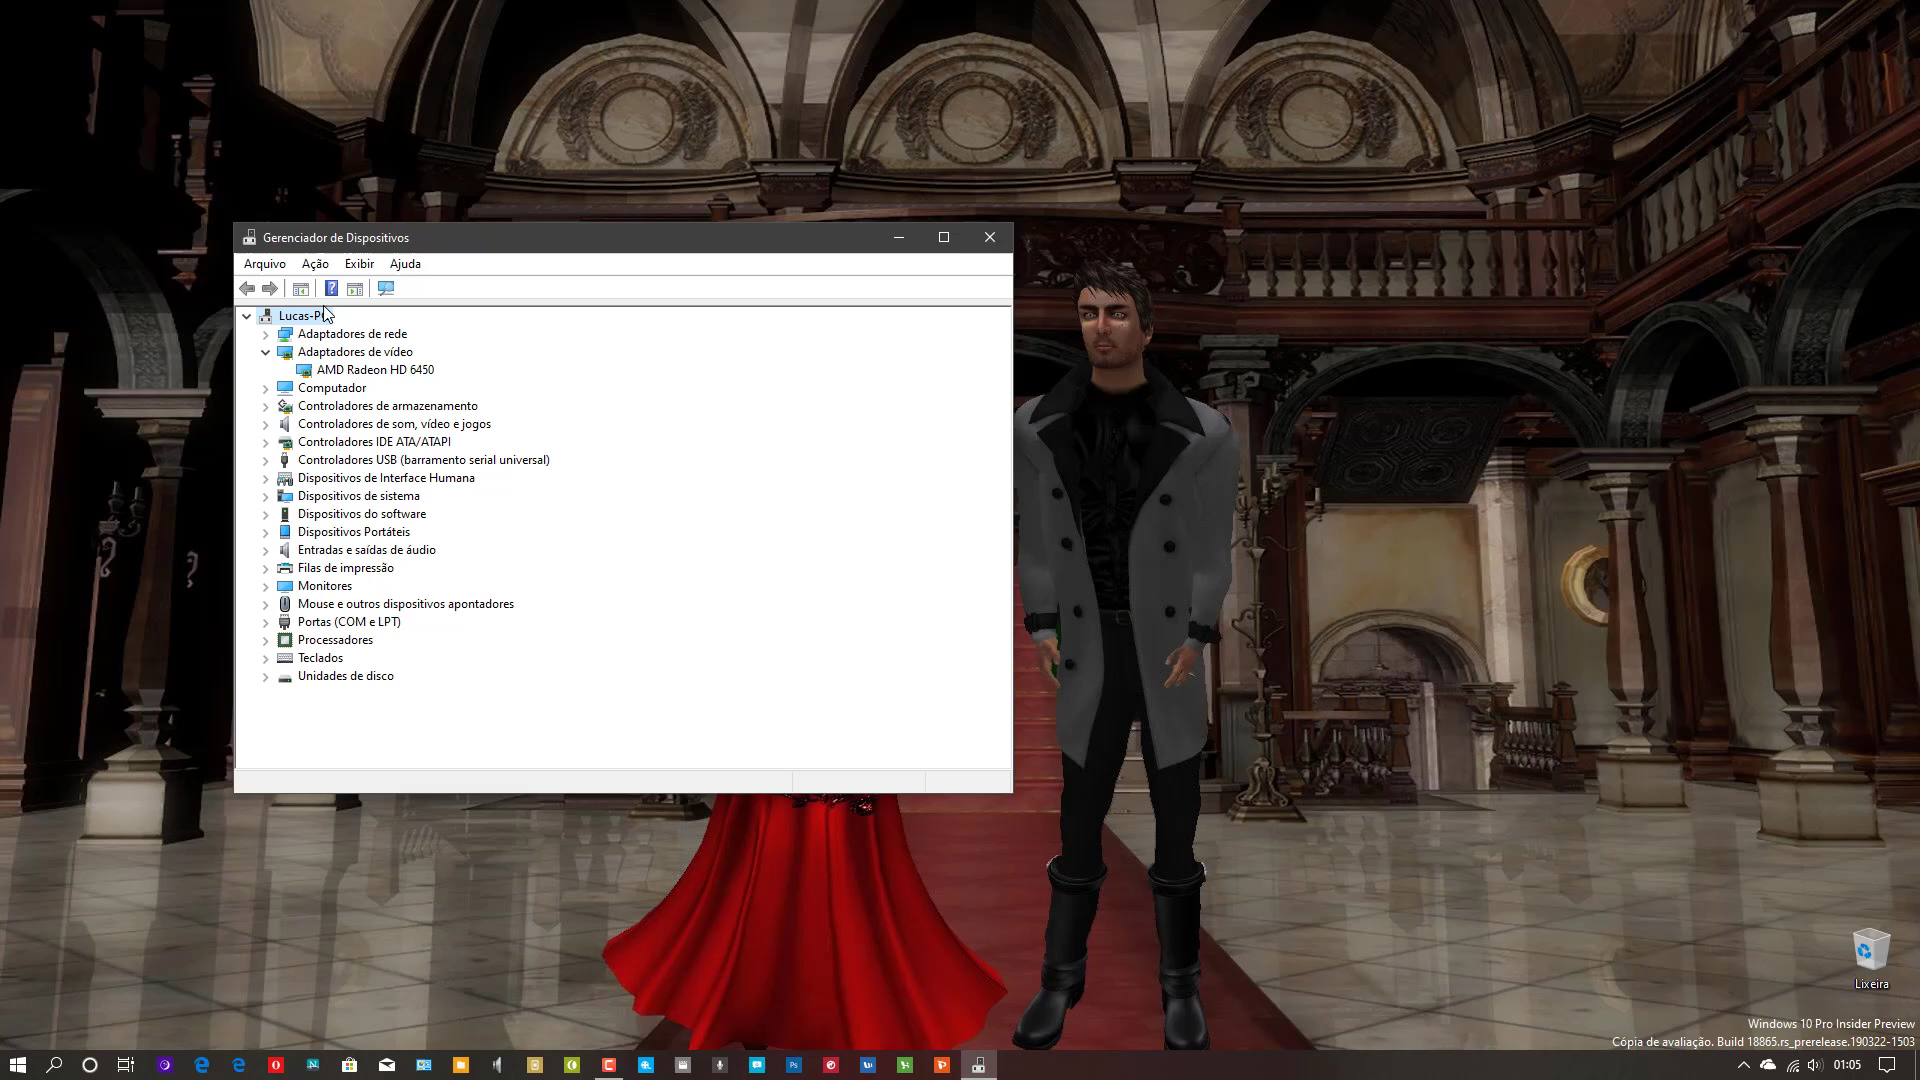 Gerenciador de Dispositivos
Arquivo Ação Exibir Ajuda
Lucas-P
Adaptadores de rede
Adaptadores de vídeo
AMD Radeon HD 6450
Computador
Controladores de armazenamento
Controladores de som, vídeo e jogos
Controladores IDE ATA/ATAPI
Controladores USB (barramento serial universal)
Dispositivos de Interface Humana
Dispositivos de sistema
Dispositivos do software
Dispositivos Portáteis
Entradas e saídas de áudio
Filas de impressão
Monitores
Mouse e outros dispositivos apontadores
Portas (COM e LPT)
Processadores
Teclados
Unidades de disco
Lixeira
Windows 10 Pro Insider Preview
Cópia de avaliação. Build 18865.rs_prerelease.190322-1503
01:05